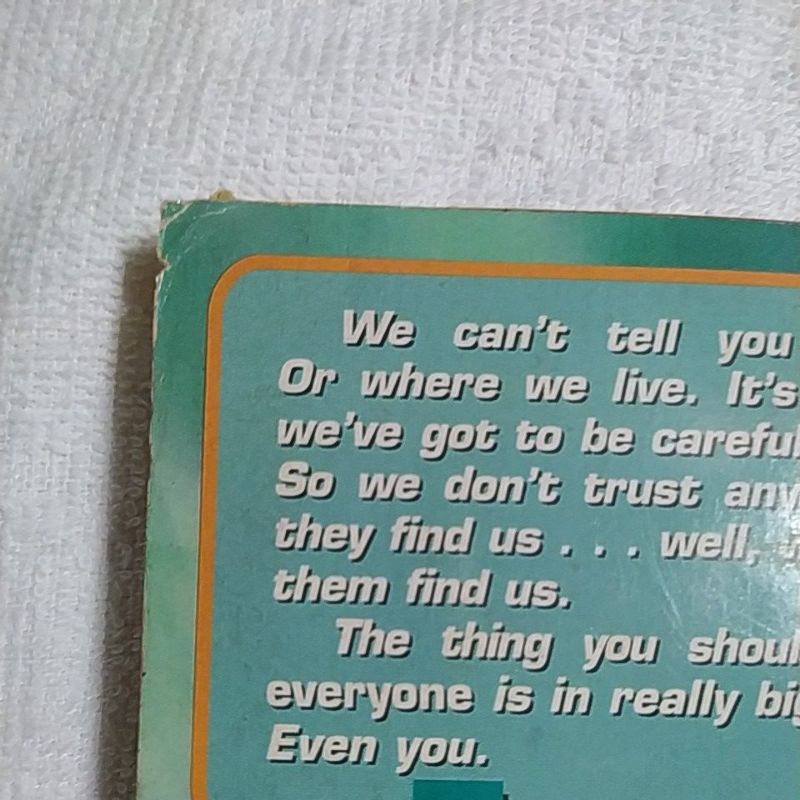 We can't tell you
Or where we live. It's
we've got to be careful
So we don't trust any
they find us . . . well,
them find us.
The thing you shoul
everyone is in really big
Even you.